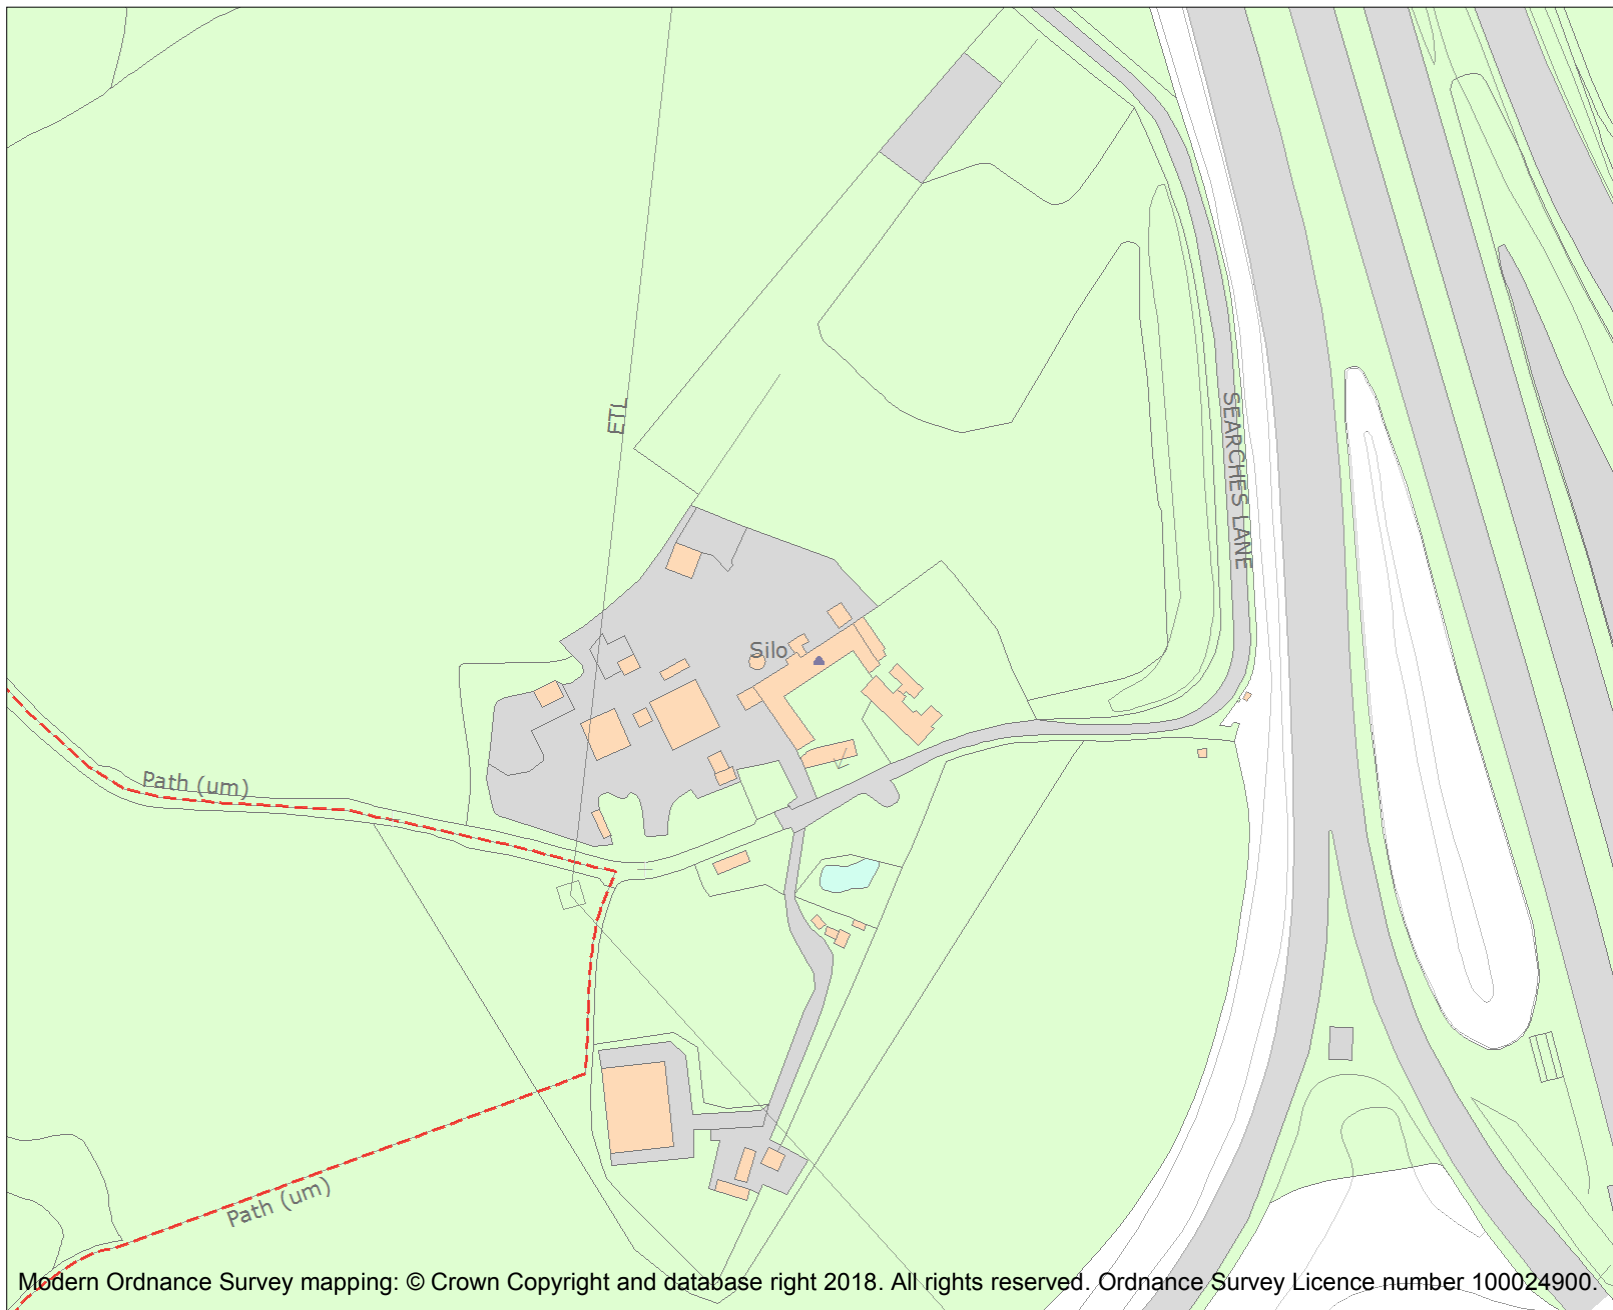 ETL
SEARCHES LANE
Silo
Path (um)
Path (um)
Modern Ordnance Survey mapping: © Crown Copyright and database right 2018. All rights reserved. Ordnance Survey Licence number 100024900.